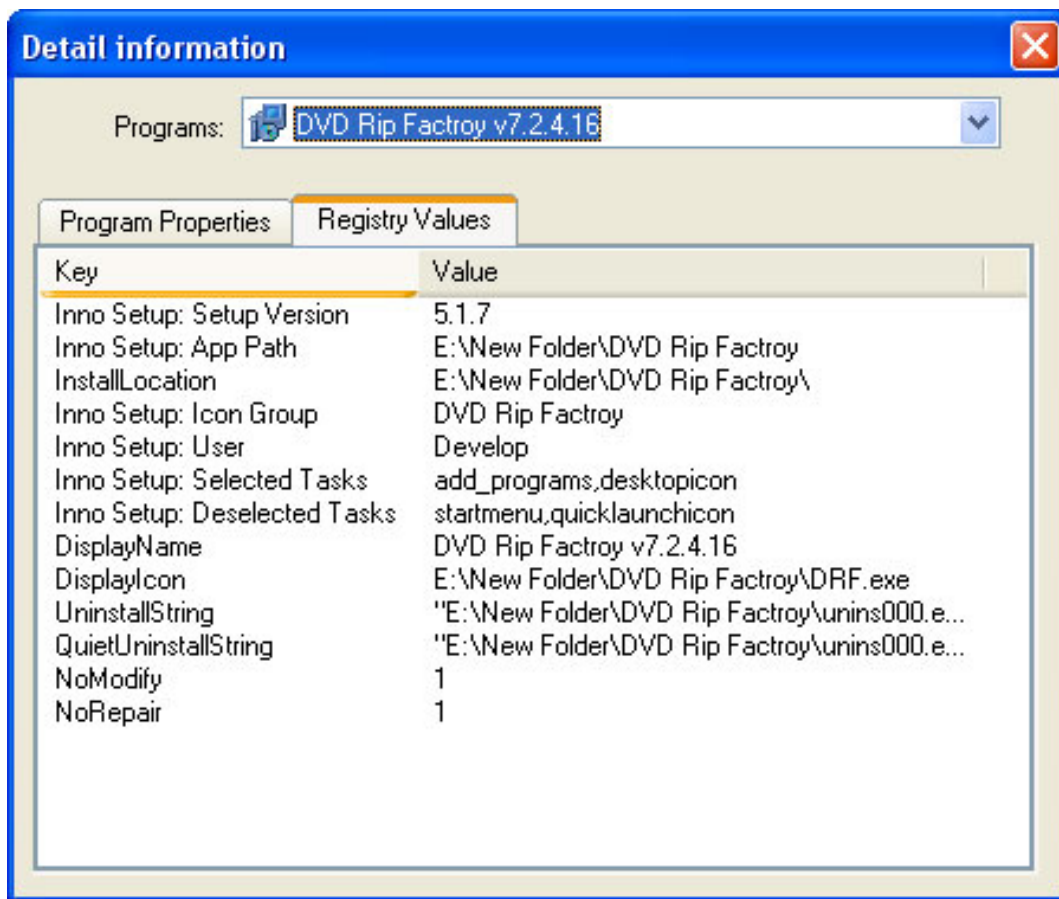 Detail information
Programs: DVD Rip Factroy v7.2.4.16
Program Properties Registry Values
Key Value
Inno Setup: Setup Version 5.1.7
Inno Setup: App Path E:\New Folder\DVD Rip Factroy
InstallLocation E:\New Folder\DVD Rip Factroy\
Inno Setup: Icon Group DVD Rip Factroy
Inno Setup: User Develop
Inno Setup: Selected Tasks add_programs,desktopicon
Inno Setup: Deselected Tasks startmenu,quicklaunchicon
DisplayName DVD Rip Factroy v7.2.4.16
DisplayIcon E:\New Folder\DVD Rip Factroy\DRF.exe
UninstallString "E:\New Folder\DVD Rip Factroy\unins000.e...
QuietUninstallString "E:\New Folder\DVD Rip Factroy\unins000.e...
NoModify 1
NoRepair 1